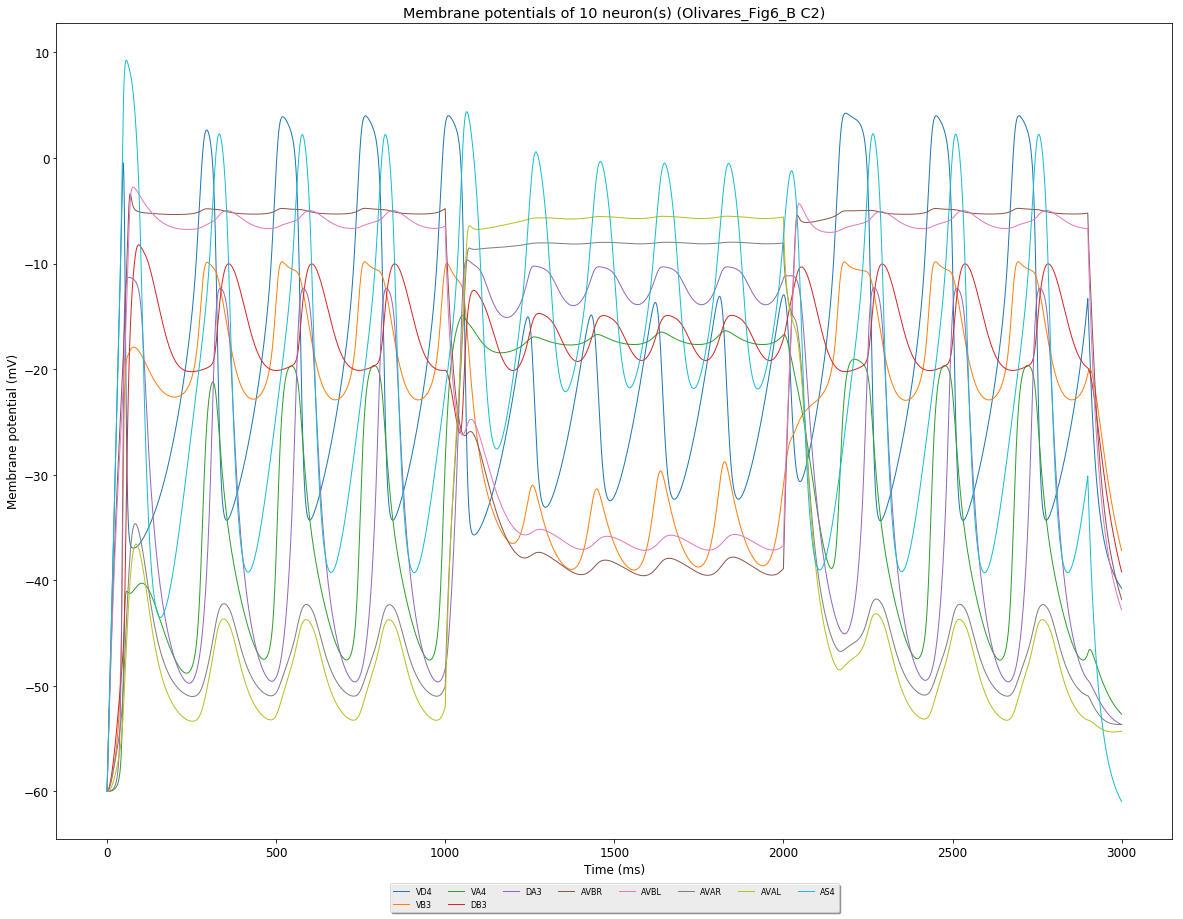 Membrane potentials of 10 neuron(s) (Olivares_Fig6_B C2)
Membrane potential (mV)
10
0
−10
−20
−30
−40
−50
−60
0 500 1000 1500 2000 2500 3000
Time (ms)
VD4 VA4 DA3 AVBR AVBL AVAR AVAL AS4
VB3 DB3